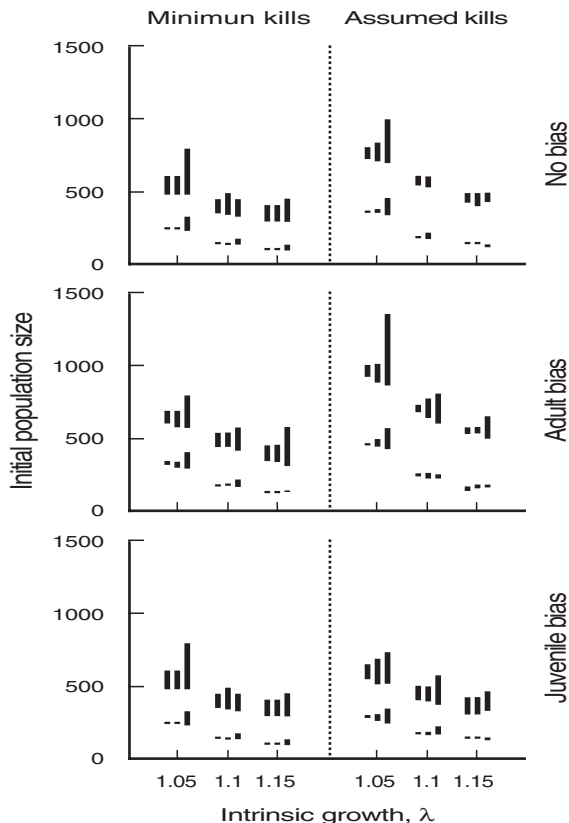 Minimun kills
Assumed kills
1500
1000
500
0
No bias
1500
1000
500
0
Adult bias
Initial population size
1500
1000
500
0
Juvenile bias
1.05 1.1 1.15
1.05 1.1 1.15
Intrinsic growth, λ